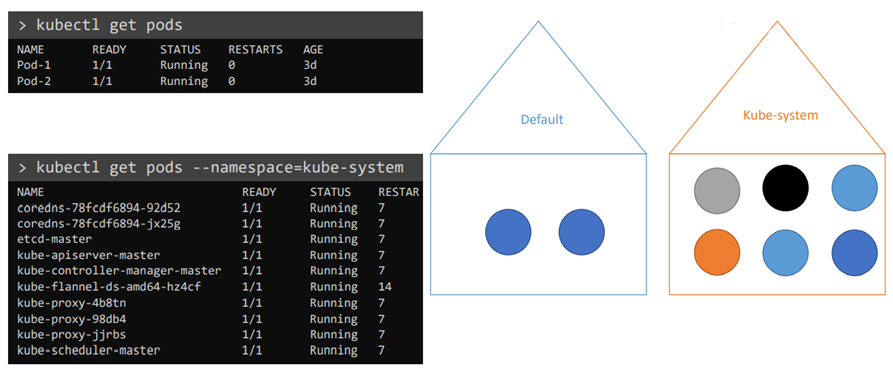 > kubectl get pods
NAME READY STATUS RESTARTS AGE
Pod-1 1/1 Running 0 3d
Pod-2 1/1 Running 0 3d
> kubectl get pods --namespace=kube-system
NAME READY STATUS RESTAR
coredns-78fcdf6894-92d52 1/1 Running 7
coredns-78fcdf6894-jx25g 1/1 Running 7
etcd-master 1/1 Running 7
kube-apiserver-master 1/1 Running 7
kube-controller-manager-master 1/1 Running 7
kube-flannel-ds-amd64-hz4cf 1/1 Running 14
kube-proxy-4b8tn 1/1 Running 7
kube-proxy-98db4 1/1 Running 7
kube-proxy-jjrbs 1/1 Running 7
kube-scheduler-master 1/1 Running 7
Default
Kube-system